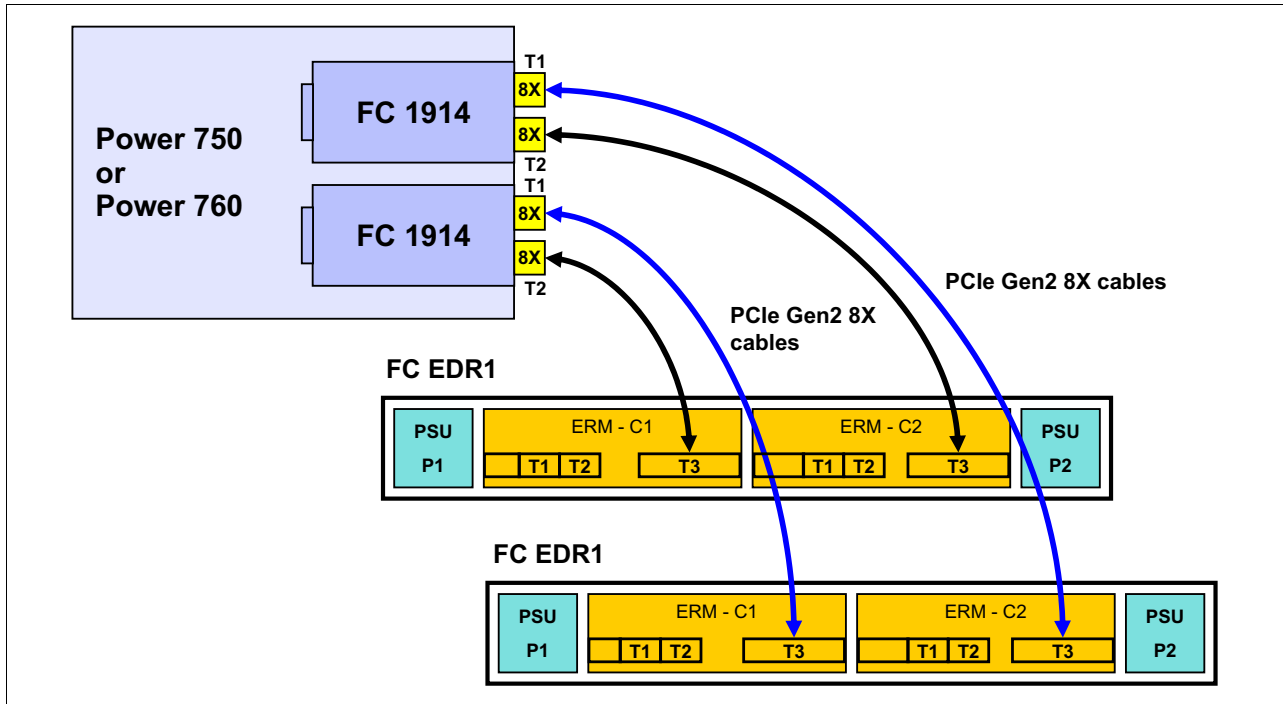 Power 750
or
Power 760
FC 1914
T1
8X
8X
T2
FC 1914
T1
8X
8X
T2
PCIe Gen2 8X cables
PCIe Gen2 8X
cables
FC EDR1
PSU
P1
ERM - C1
T1 T2 T3
ERM - C2
T1 T2 T3
PSU
P2
FC EDR1
PSU
P1
ERM - C1
T1 T2 T3
ERM - C2
T1 T2 T3
PSU
P2